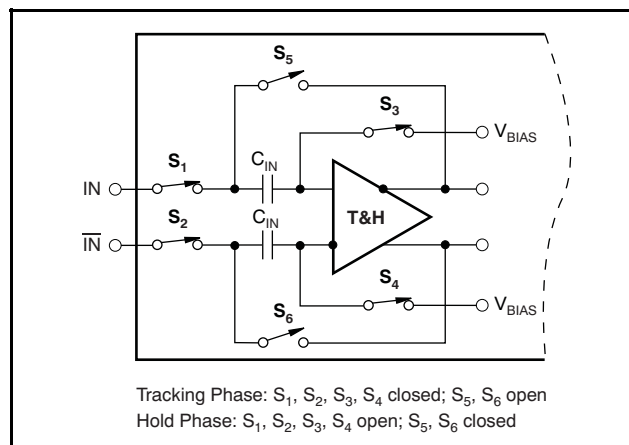 S5
S3
VBIAS
S1
CIN
IN
T&H
S2
CIN
IN
S4
VBIAS
S6
Tracking Phase: S1, S2, S3, S4 closed; S5, S6 open
Hold Phase: S1, S2, S3, S4 open; S5, S6 closed